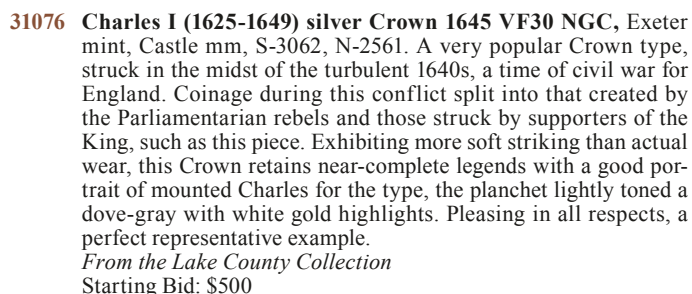 31076 Charles I (1625-1649) silver Crown 1645 VF30 NGC, Exeter
mint, Castle mm, S-3062, N-2561. A very popular Crown type,
struck in the midst of the turbulent 1640s, a time of civil war for
England. Coinage during this conflict split into that created by
the Parliamentarian rebels and those struck by supporters of the
King, such as this piece. Exhibiting more soft striking than actual
wear, this Crown retains near-complete legends with a good por-
trait of mounted Charles for the type, the planchet lightly toned a
dove-gray with white gold highlights. Pleasing in all respects, a
perfect representative example.
From the Lake County Collection
Starting Bid: $500